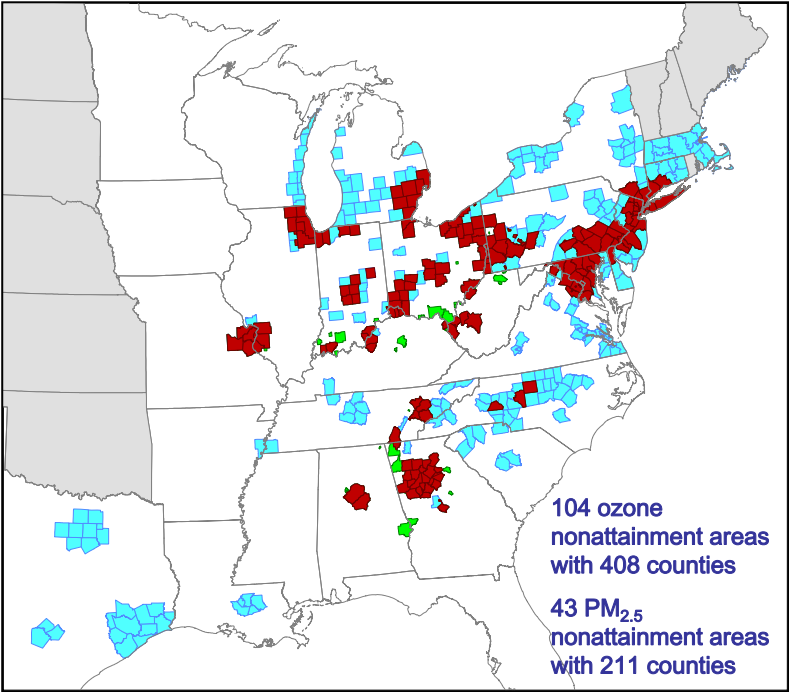 104 ozone
nonattainment areas
with 408 counties
43 PM2.5
nonattainment areas
with 211 counties